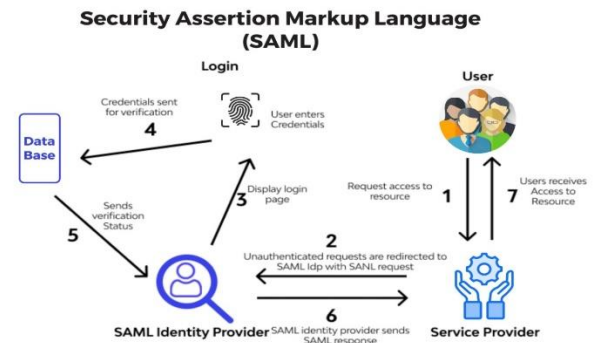 Security Assertion Markup Language
(SAML)
Login
User
Credentials sent
for verification
4
User enters
Credentials
Data
Base
3
Display login
page
Request access to
resource
1
7
Users receives
Access to
Resource
Sends
verification
Status
5
2
Unauthenticated requests are redirected to
SAML Idp with SANL request
6
SAML Identity Provider
SAML identity provider sends
SAML response
Service Provider